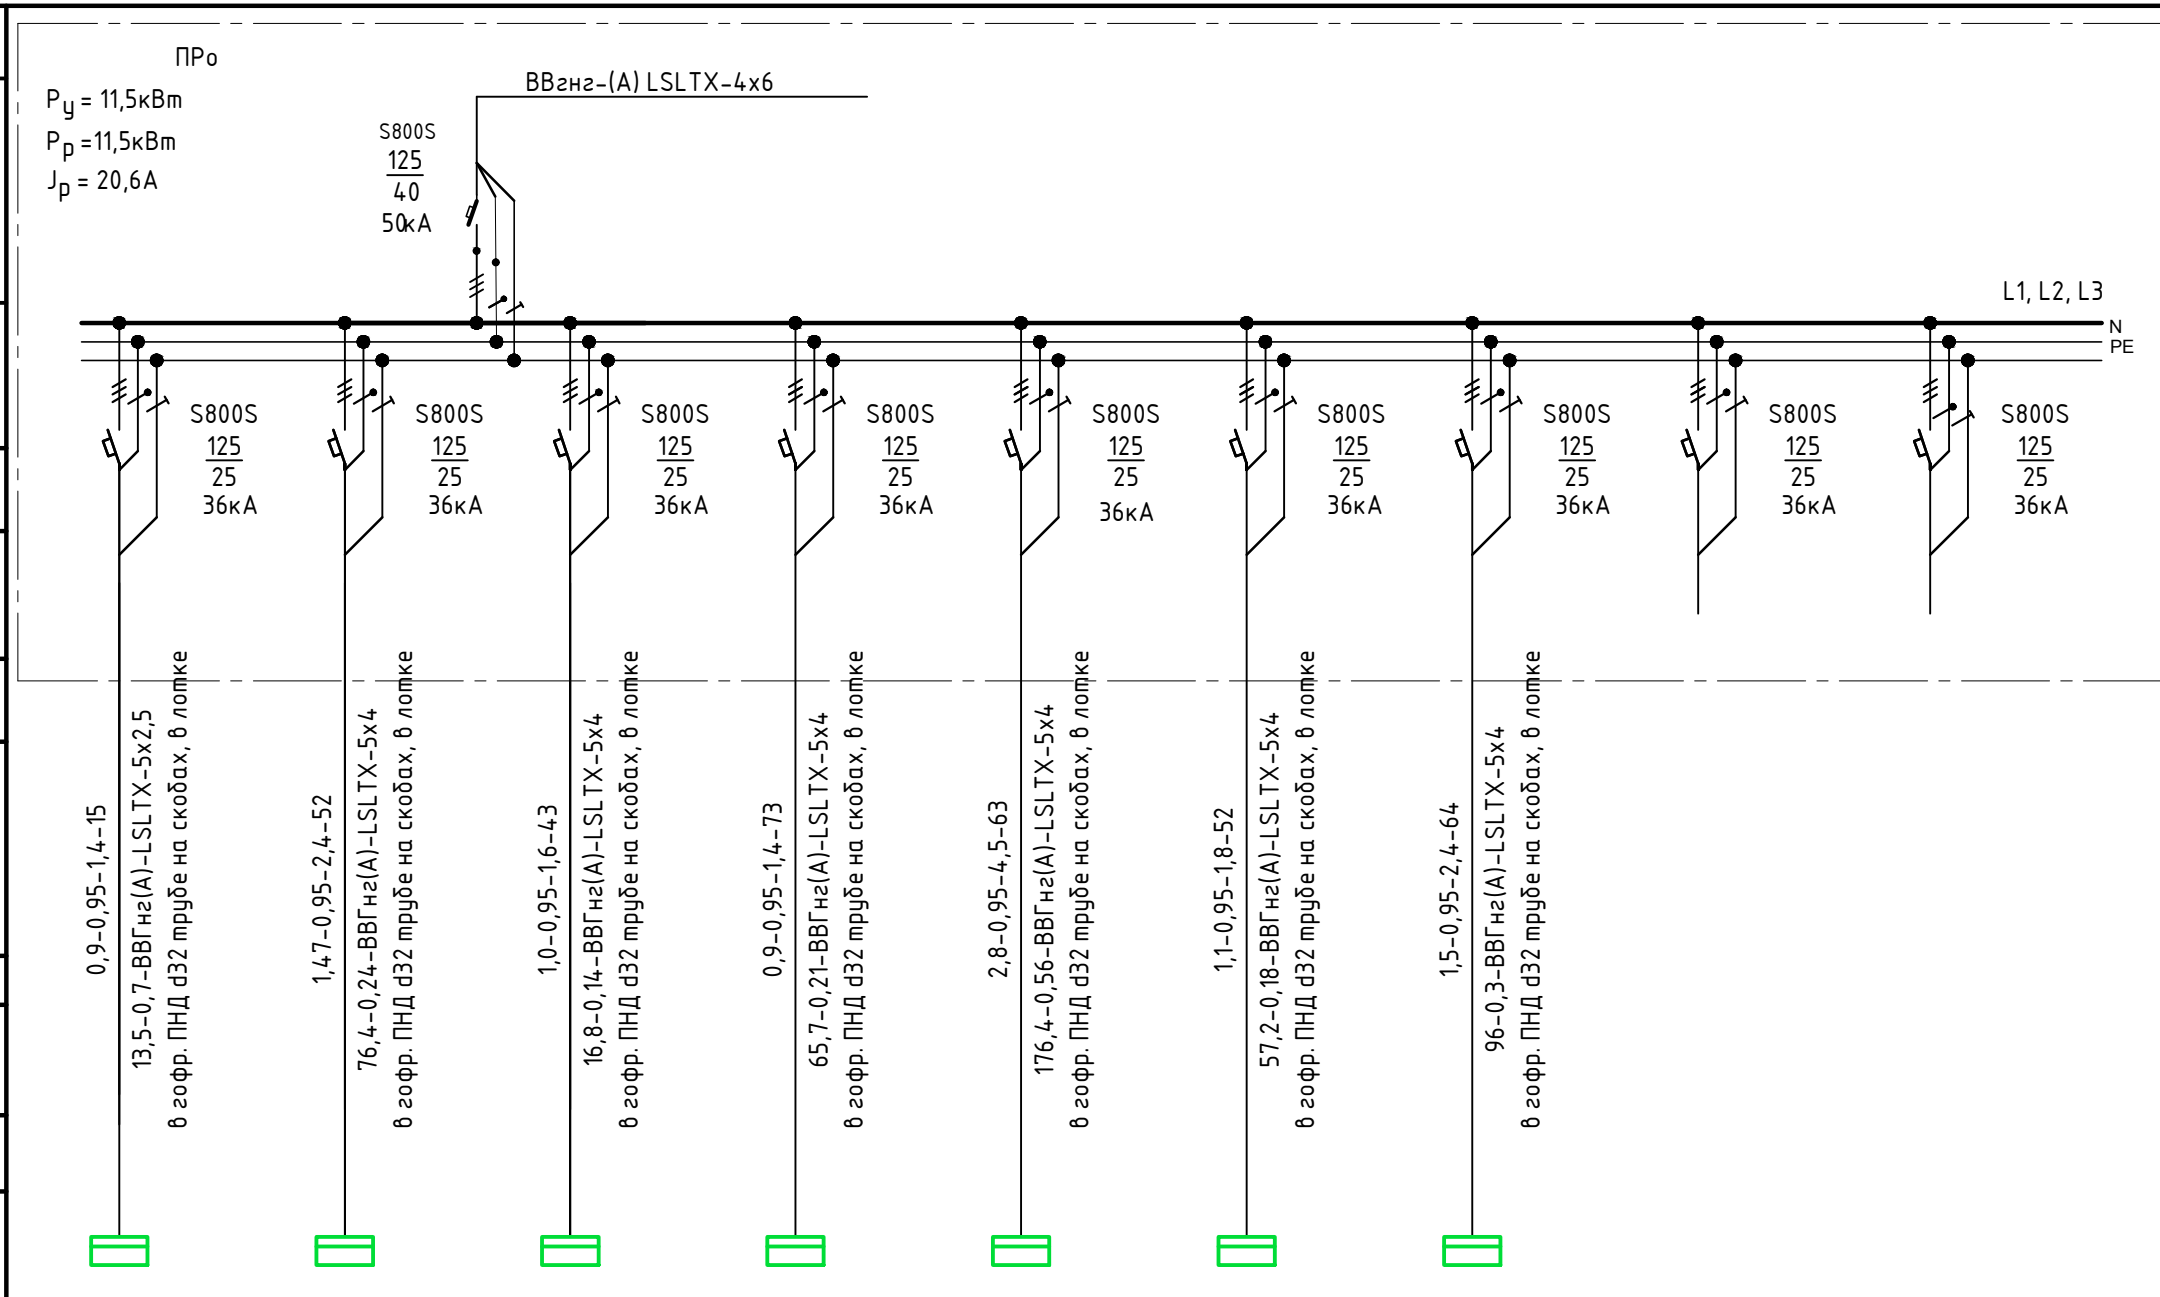 ПРо
Pу = 11,5кВт
Pр =11,5кВт
Jр = 20,6А
ВВгнг-(А) LSLTX-4х6
S800S
125
40
50кА
L1, L2, L3
N
PE
S800S
125
25
36кА
S800S
125
25
36кА
S800S
125
25
36кА
S800S
125
25
36кА
S800S
125
25
36кА
S800S
125
25
36кА
S800S
125
25
36кА
S800S
125
25
36кА
S800S
125
25
36кА
0,9-0,95-1,4-15
13,5-0,7-ВВГнг(А)-LSLTX-5х2,5
в гофр. ПНД d32 трубе на скобах, в лотке
1,47-0,95-2,4-52
76,4-0,24-ВВГнг(А)-LSLTX-5х4
в гофр. ПНД d32 трубе на скобах, в лотке
1,0-0,95-1,6-43
16,8-0,14-ВВГнг(А)-LSLTX-5х4
в гофр. ПНД d32 трубе на скобах, в лотке
0,9-0,95-1,4-73
65,7-0,21-ВВГнг(А)-LSLTX-5х4
в гофр. ПНД d32 трубе на скобах, в лотке
2,8-0,95-4,5-63
176,4-0,56-ВВГнг(А)-LSLTX-5х4
в гофр. ПНД d32 трубе на скобах, в лотке
1,1-0,95-1,8-52
57,2-0,18-ВВГнг(А)-LSLTX-5х4
в гофр. ПНД d32 трубе на скобах, в лотке
1,5-0,95-2,4-64
96-0,3-ВВГнг(А)-LSLTX-5х4
в гофр. ПНД d32 трубе на скобах, в лотке